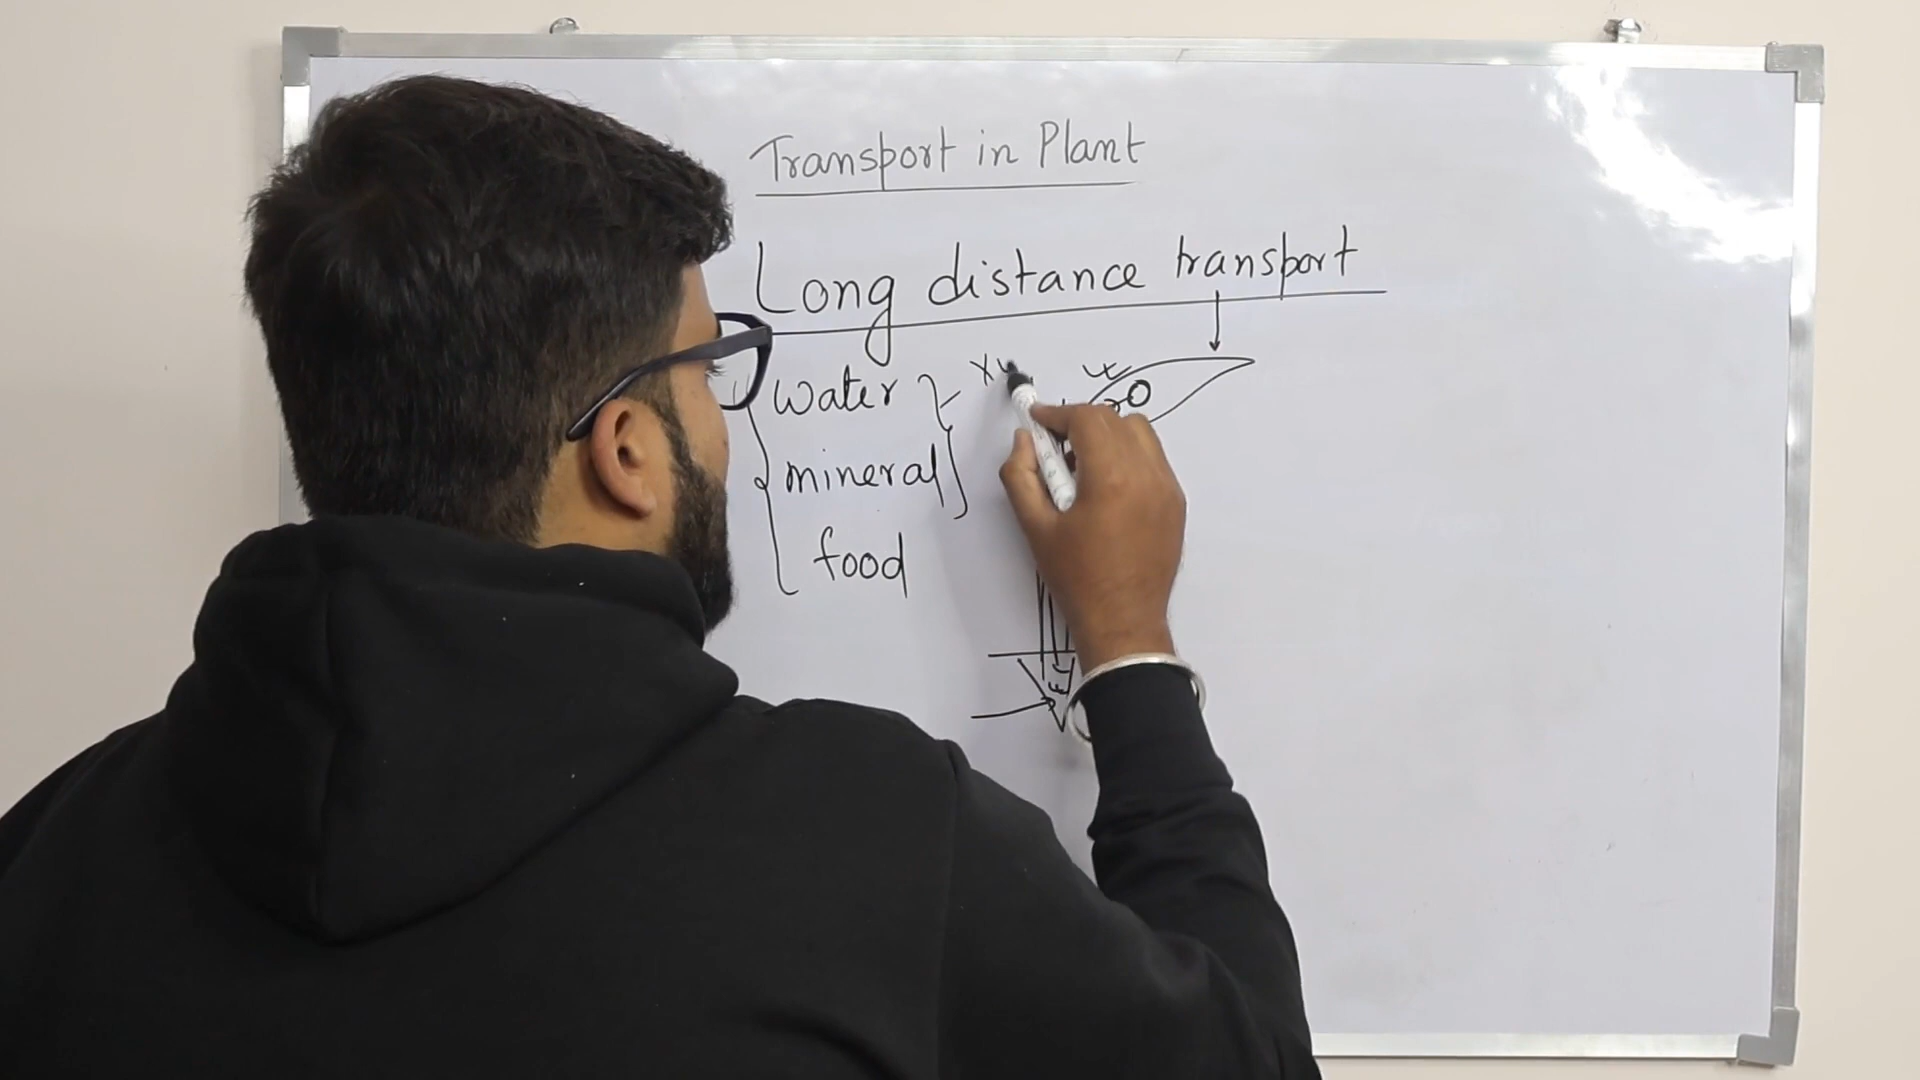 Transport in Plant
Long distance transport
water
mineral
food